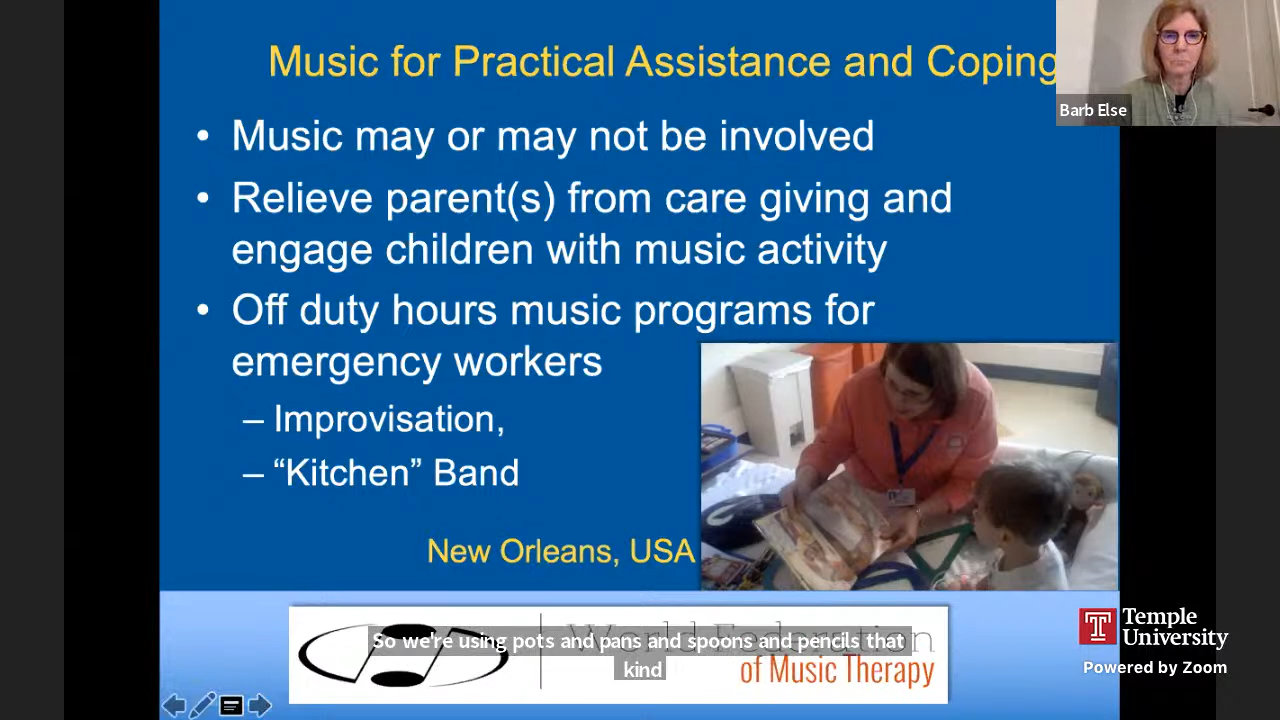 Music for Practical Assistance and Coping
Barb Else
• Music may or may not be involved
• Relieve parent(s) from care giving and
engage children with music activity
• Off duty hours music programs for
emergency workers
– Improvisation,
– “Kitchen” Band
New Orleans, USA
So we're using pots and pans and spoons and pencils that
kind
World Federation
of Music Therapy
Temple
University
Powered by Zoom